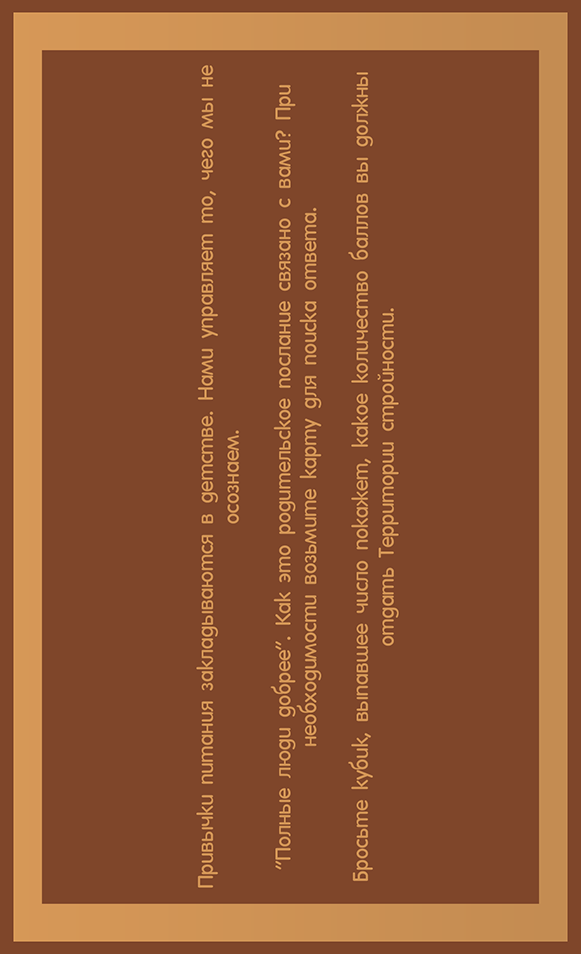 Привычки питания закладываются в детстве. Нами управляет то, чего мы не
осознаем.
“Полные люди добрее”. Как это родительское послание связано с вами? При
необходимости возьмите карту для поиска ответа.
Бросьте кубик, выпавшее число покажет, какое количество баллов вы должны
отдать Территории стройности.